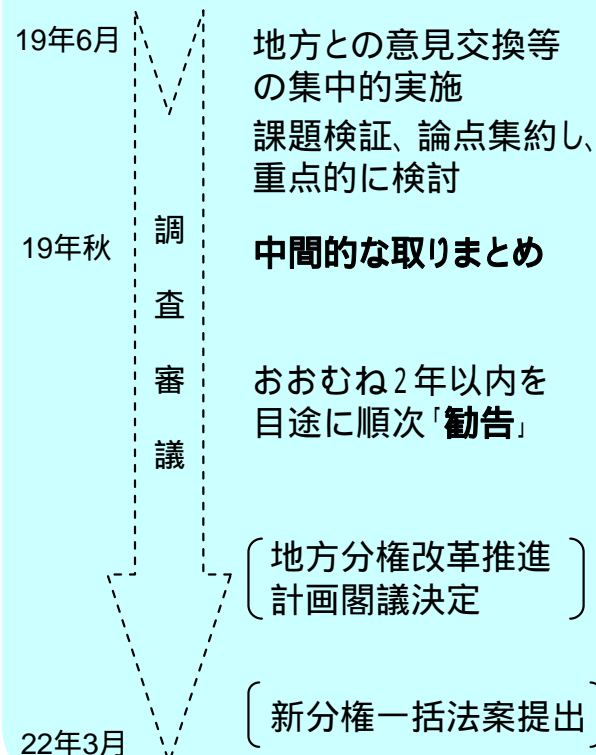 19年6月
地方との意見交換等
の集中的実施
課題検証、論点集約し、
重点的に検討
調査審議
19年秋
中間的な取りまとめ
おおむね2年以内を
目途に順次「勧告」
地方分権改革推進
計画閣議決定
新分権一括法案提出
22年3月